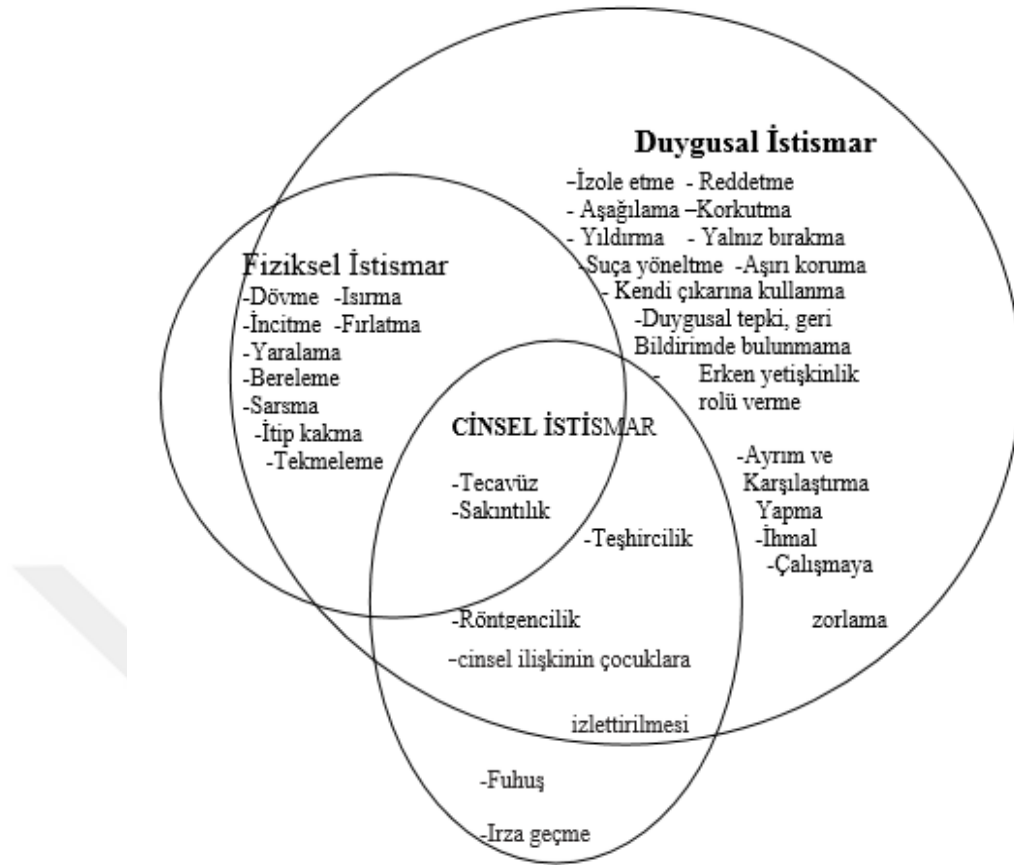 Duygusal İstismar
-İzole etme - Reddetme
- Aşağılama –Korkutma
- Yıldırma - Yalnız bırakma
-Suça yöneltme -Aşırı koruma
- Kendi çıkarına kullanma
-Duygusal tepki, geri
Bildirimde bulunmama
- Erken yetişkinlik
rolü verme
-Ayrım ve
Karşılaştırma
Yapma
-İhmal
-Çalışmaya
zorlama
Fiziksel İstismar
-Dövme -Isırma
-İncitme -Fırlatma
-Yaralama
-Bereleme
-Sarsma
-İtip kakma
-Tekmeleme
CİNSEL İSTİSMAR
-Tecavüz
-Sakıntılık
-Teşhircilik
-Röntgencilik
-cinsel ilişkinin çocuklara
izlettirilmesi
-Fuhuş
-Irza geçme